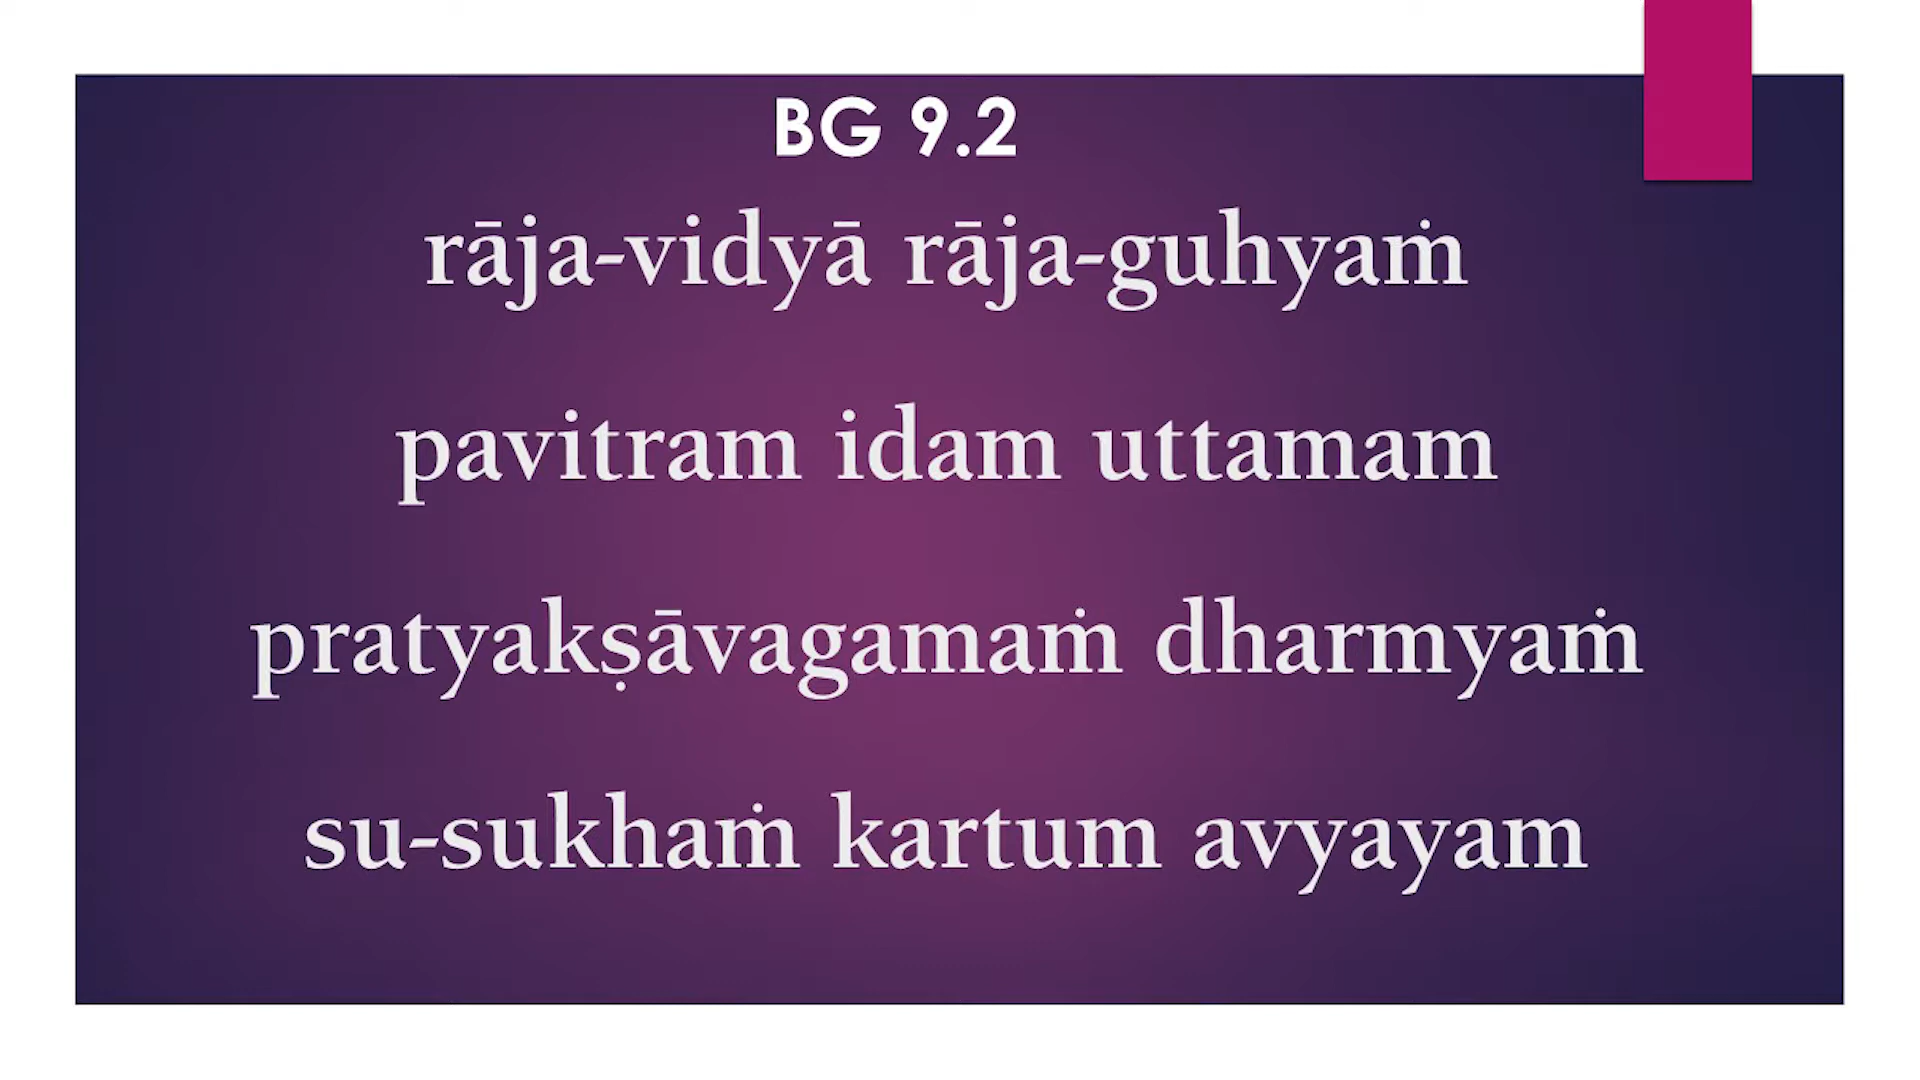 BG 9.2
rāja-vidyā rāja-guhyaṁ
pavitram idam uttamam
pratyakṣāvagamaṁ dharmyaṁ
su-sukhaṁ kartum avyayam